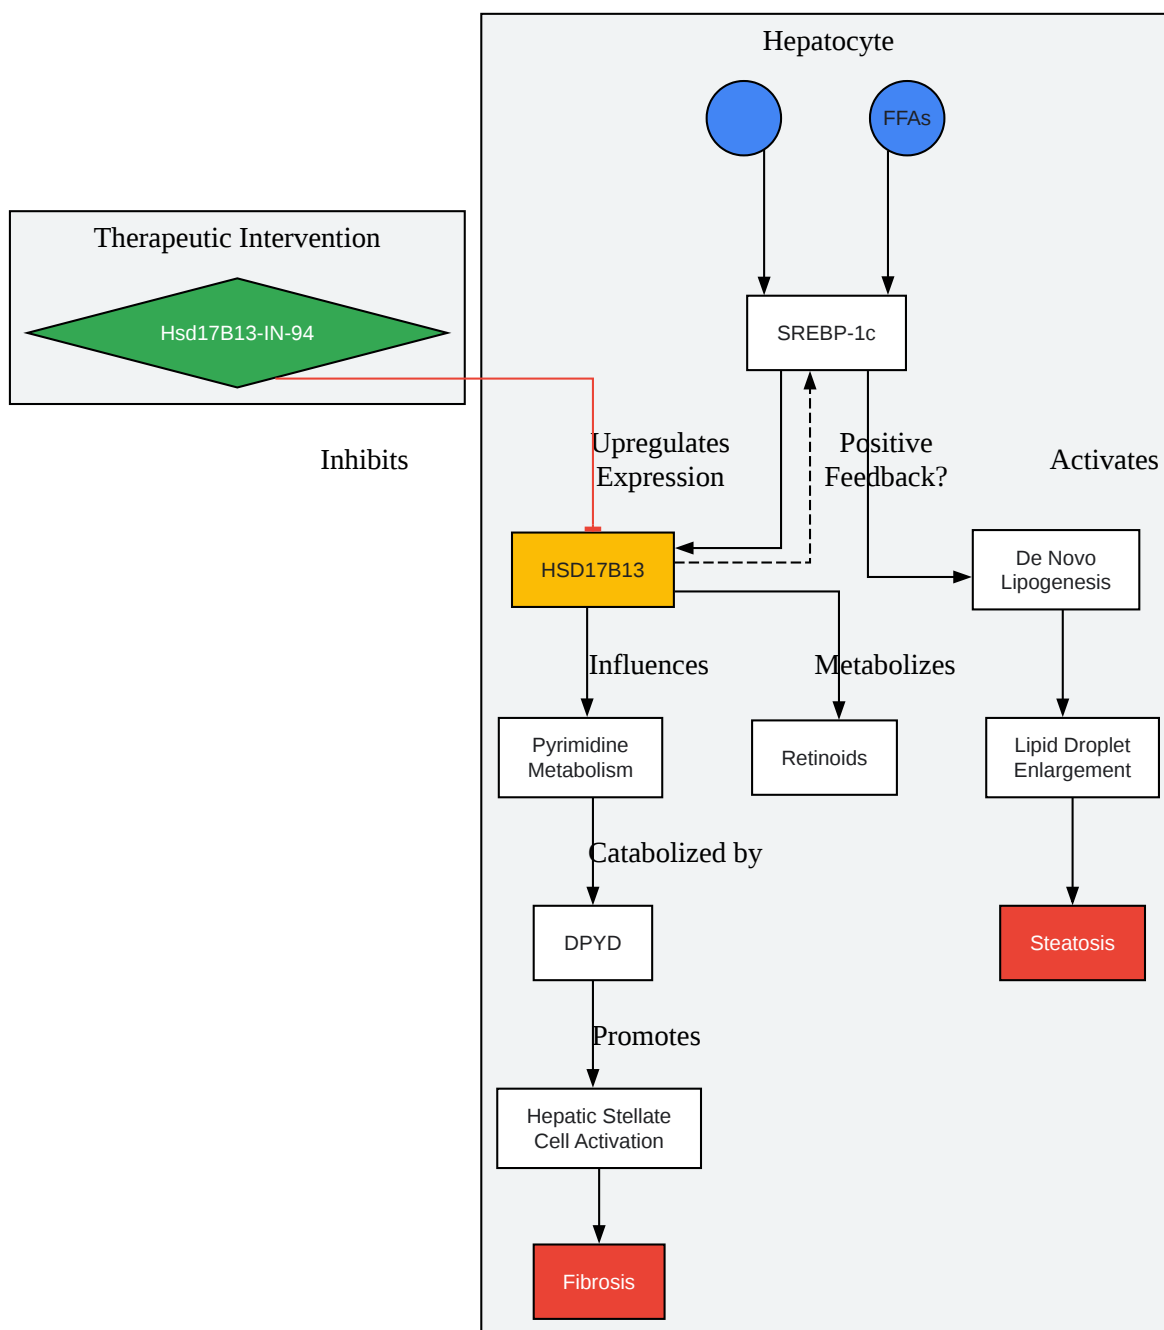 Hepatocyte
FFAs
Therapeutic Intervention
Hsd17B13-IN-94
SREBP-1c
Inhibits
Upregulates
Expression
Positive
Feedback?
Activates
HSD17B13
De Novo
Lipogenesis
Influences
Metabolizes
Pyrimidine
Metabolism
Retinoids
Lipid Droplet
Enlargement
Catabolized by
DPYD
Steatosis
Promotes
Hepatic Stellate
Cell Activation
Fibrosis